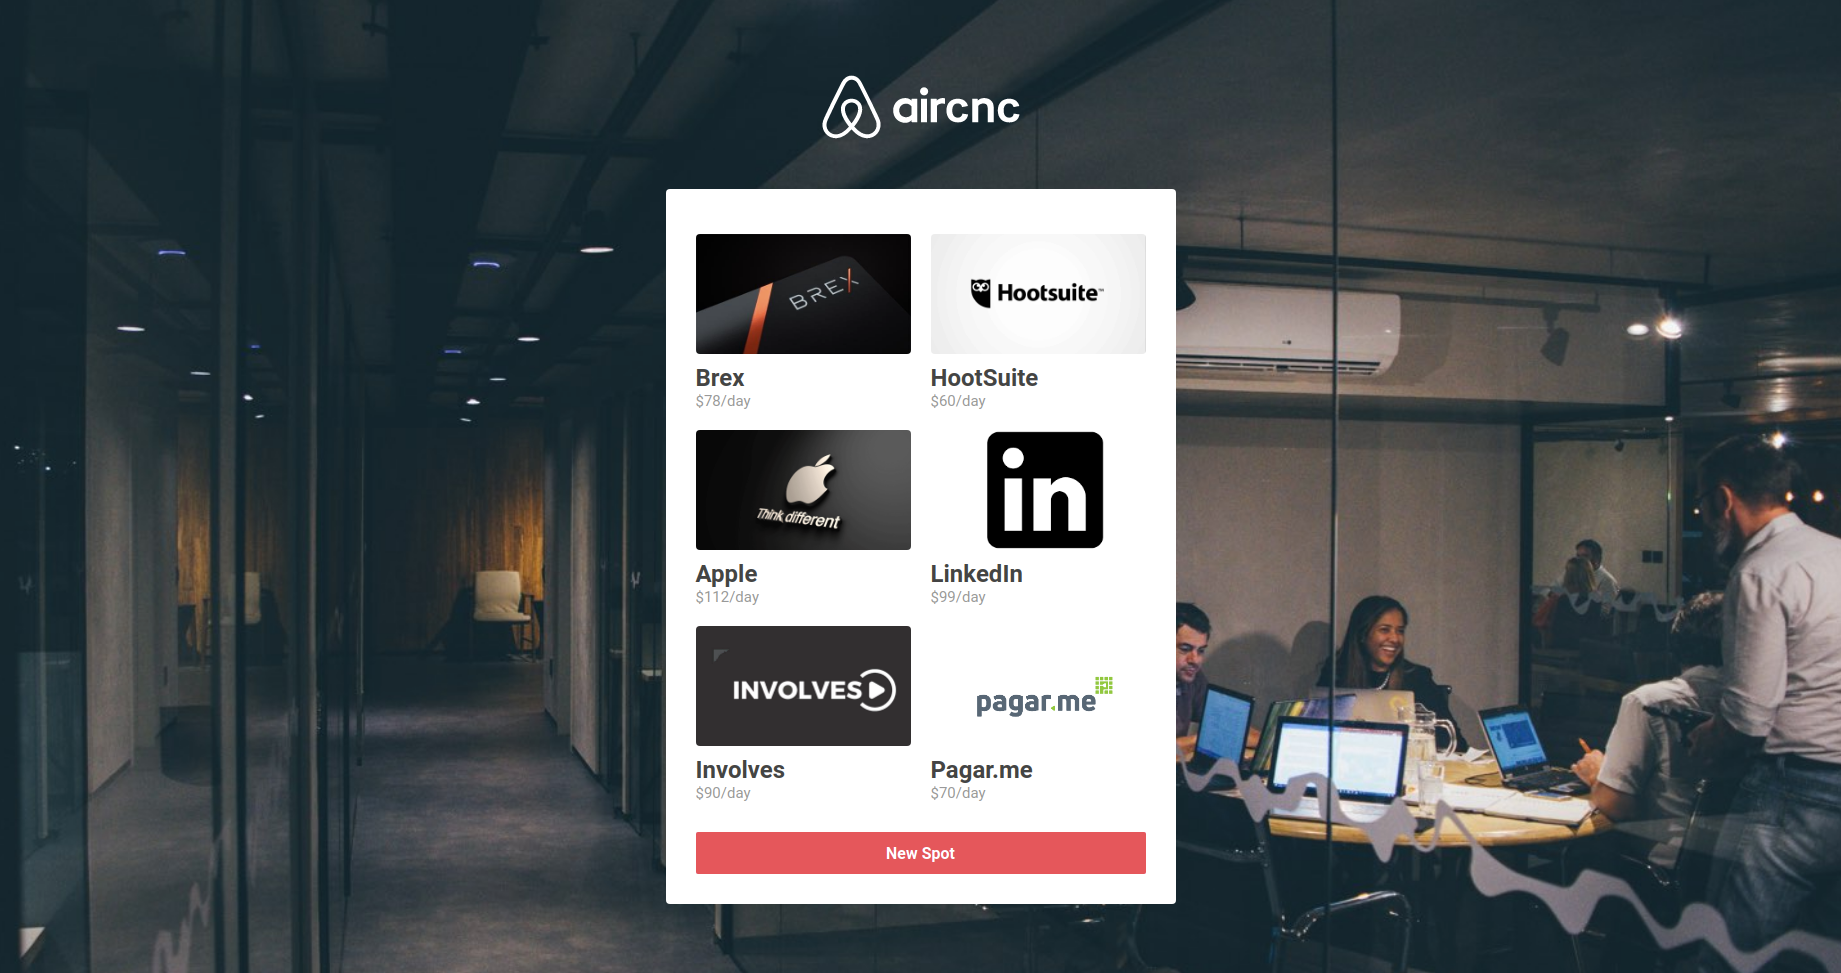 aircnc
BREX
Hootsuite™
Brex
HootSuite
$78/day
$60/day
Think different
in
Apple
LinkedIn
$112/day
$99/day
INVOLVES
pagar.me
Involves
Pagar.me
$90/day
$70/day
New Spot